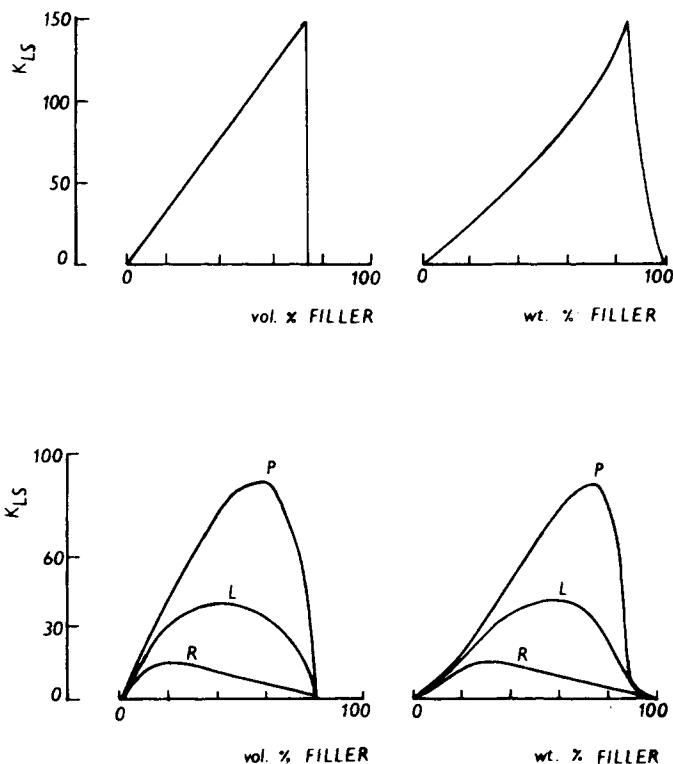 K_LS
150
100
50
0
0
100
vol. % FILLER
0
100
wt. % FILLER
K_LS
100
60
30
0
P
L
R
0
100
vol. % FILLER
P
L
R
0
100
wt. % FILLER